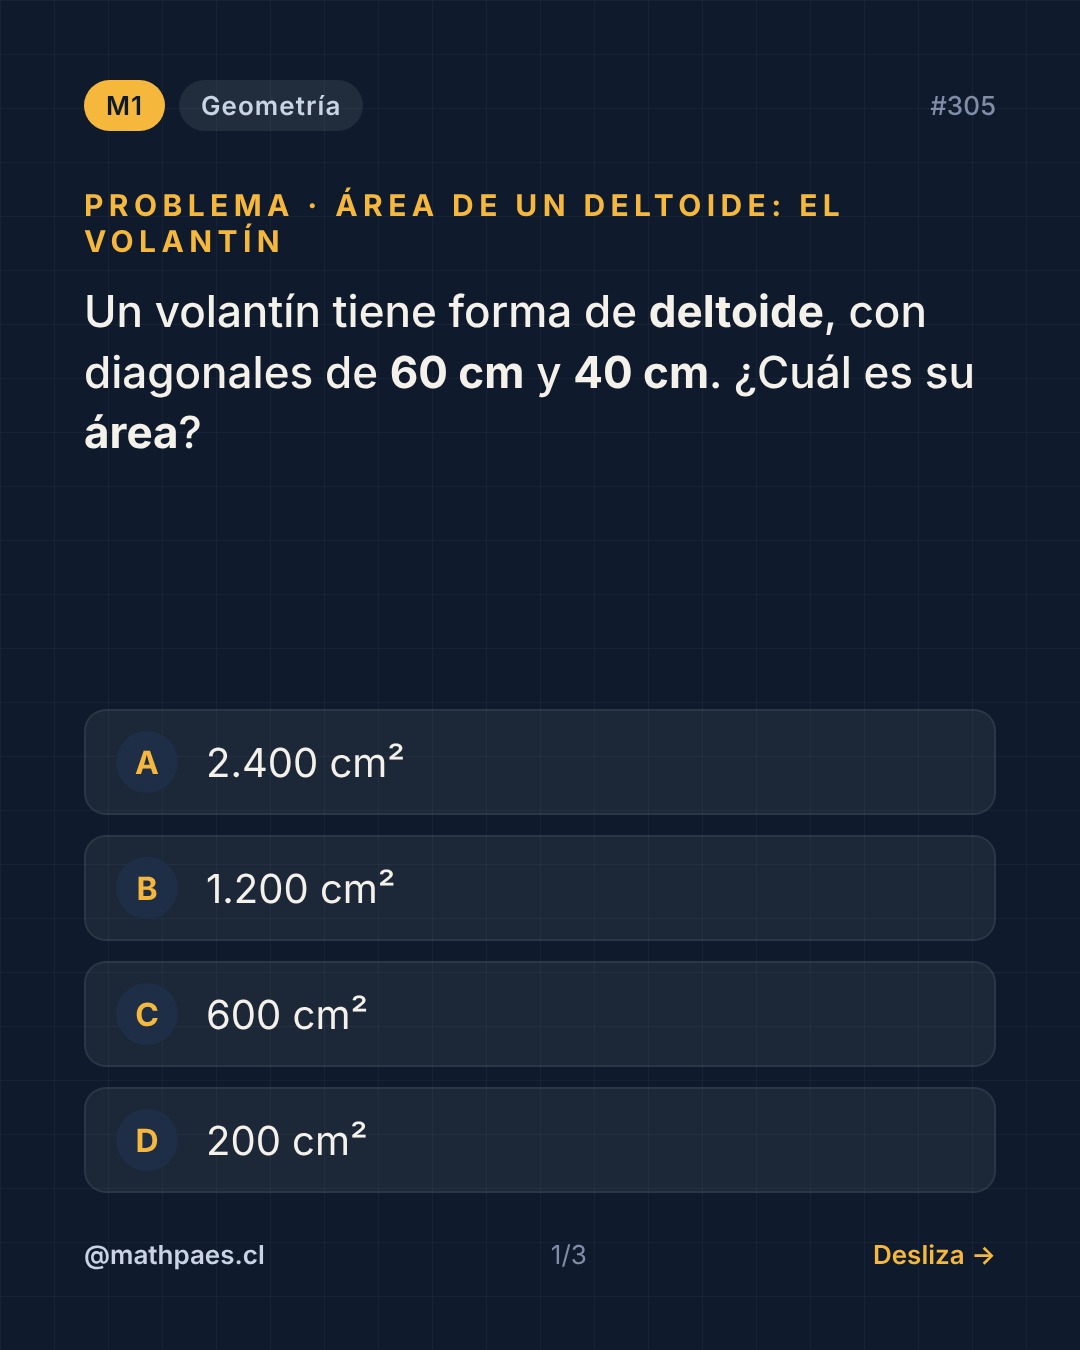 M1 Geometría #305
PROBLEMA · ÁREA DE UN DELTOIDE: EL
VOLANTÍN
Un volantín tiene forma de deltoide, con
diagonales de 60 cm y 40 cm. ¿Cuál es su
área?
A 2.400 cm²
B 1.200 cm²
C 600 cm²
D 200 cm²
@mathpaes.cl 1/3 Desliza →